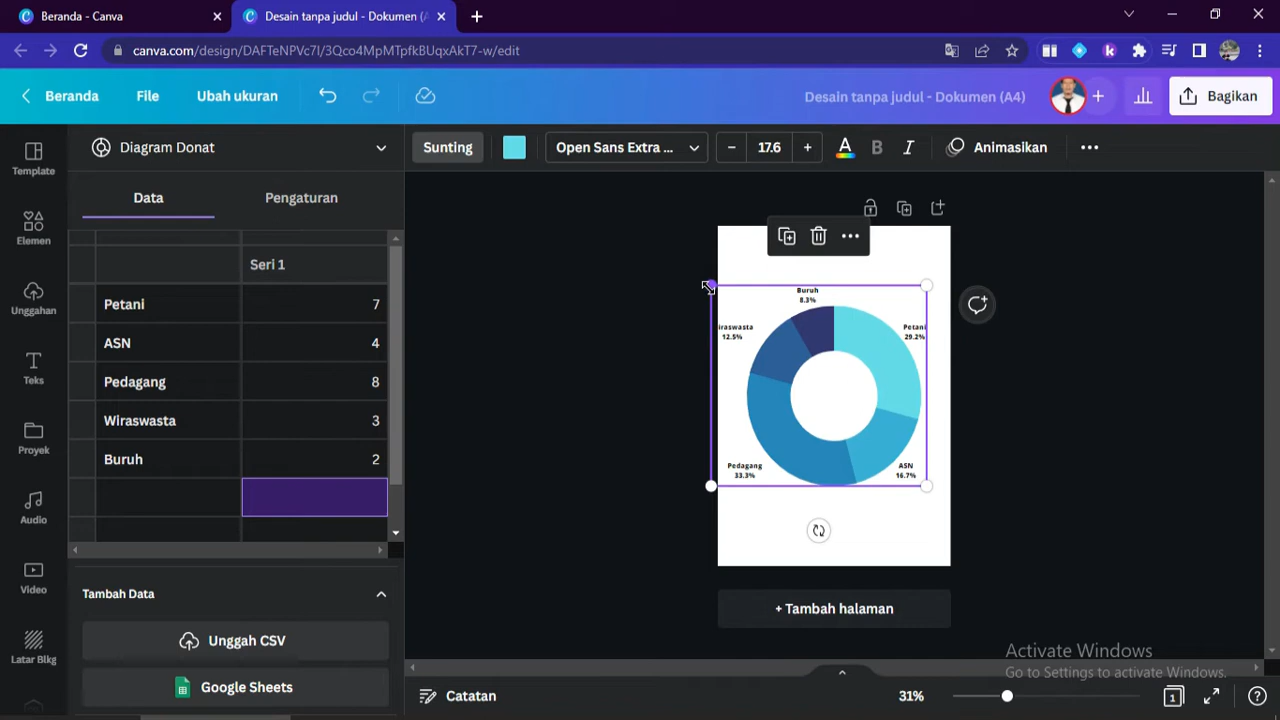 Beranda - Canva
Desain tanpa judul - Dokumen (A
canva.com/design/DAFTeNPVc7I/3Qco4MpMTpfkBUqxAkT7-w/edit
Beranda
File
Ubah ukuran
Desain tanpa judul - Dokumen (A4)
Bagikan
Template
Elemen
Unggahan
Teks
Proyek
Audio
Video
Latar Blkg
Diagram Donat
Data
Pengaturan
Seri 1
Petani 7
ASN 4
Pedagang 8
Wiraswasta 3
Buruh 2
Tambah Data
Unggah CSV
Google Sheets
Sunting
Open Sans Extra ...
17.6
A
B
I
Animasikan
Buruh
8.3%
iraswasta
12.5%
Petani
29.2%
Pedagang
33.3%
ASN
16.7%
+ Tambah halaman
Activate Windows
Go to Settings to activate Windows.
Catatan
31%
1